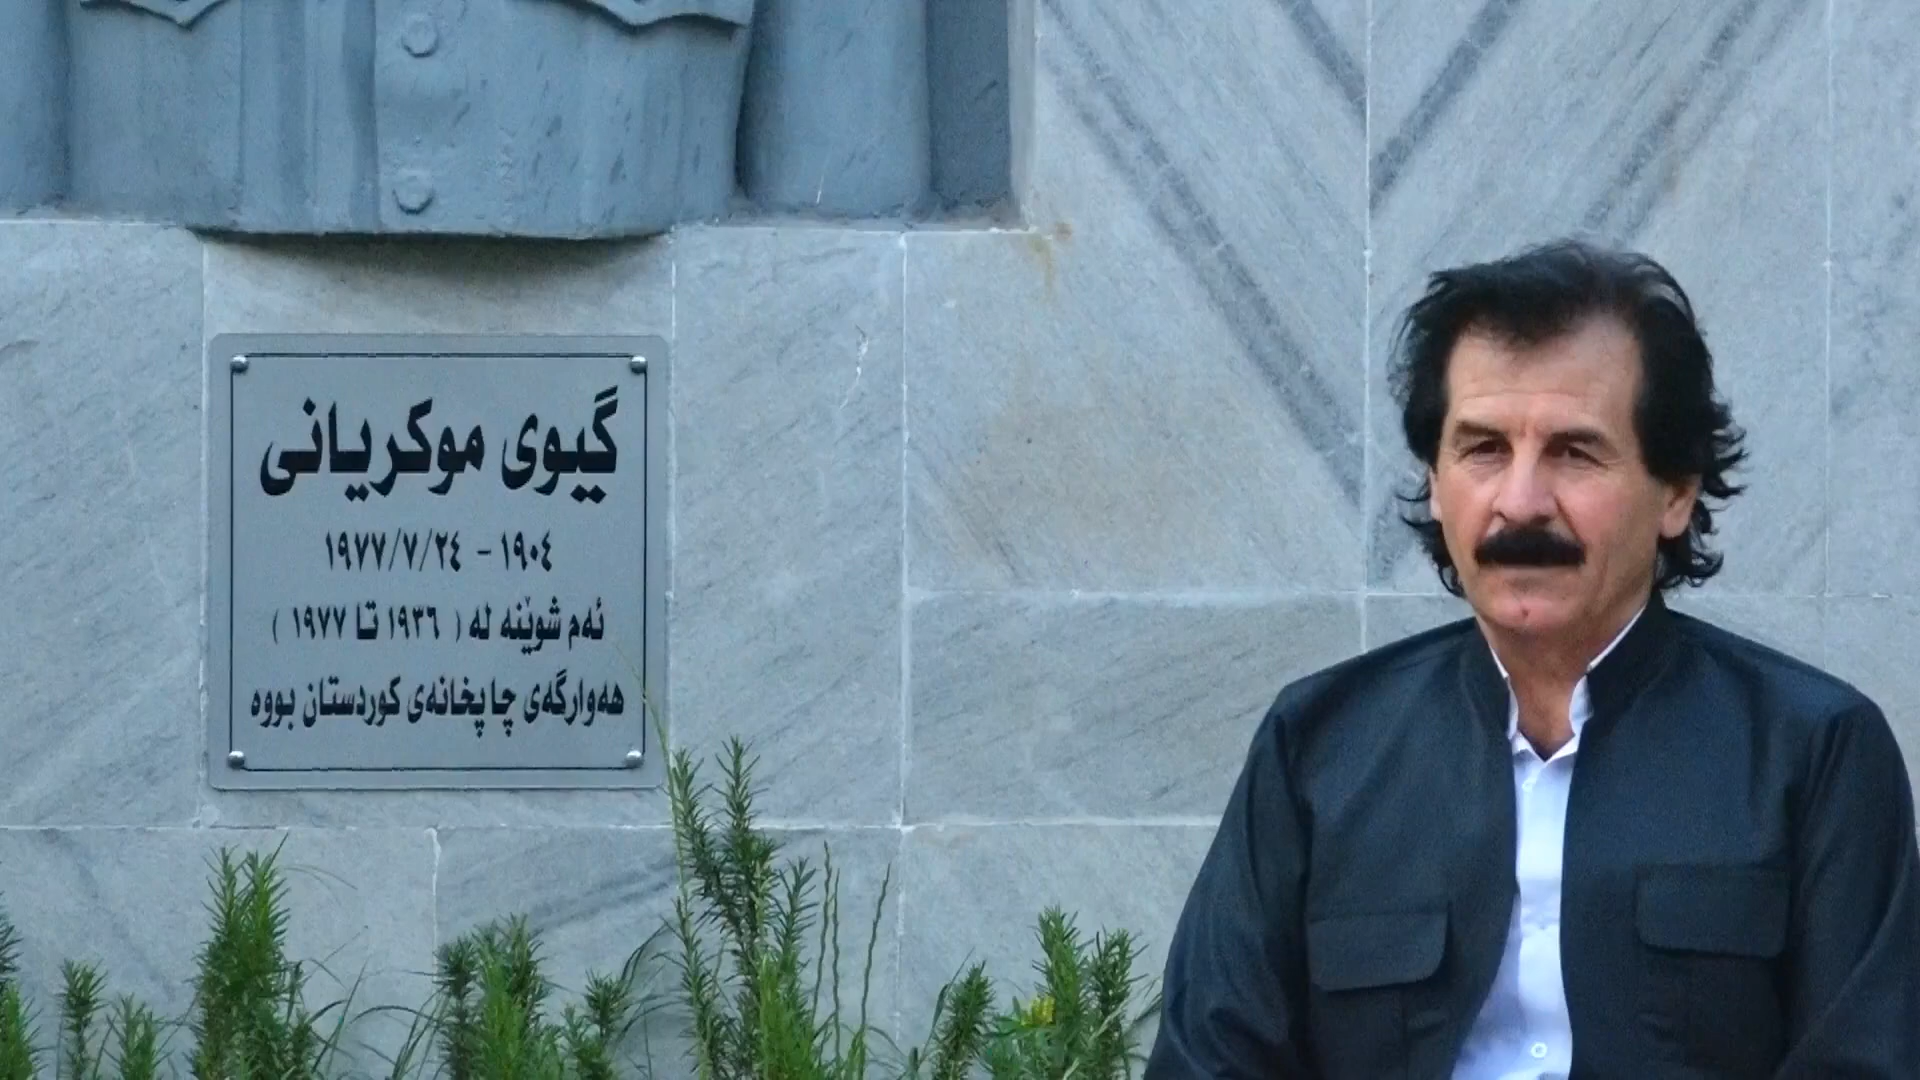 گیوی موکریانی
١٩٠٤ - ١٩٧٧/٧/٢٤
ئەم شوێنە لە ( ١٩٣٦ تا ١٩٧٧ )
هەوارگەی چاپخانەی کوردستان بووە